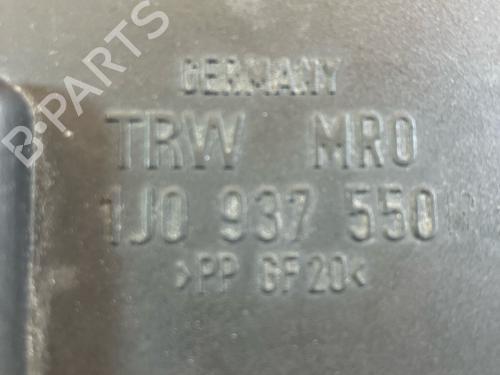 B-PARTS
GERMANY
TRW MRO
1J0 937 550
>PP GF20<